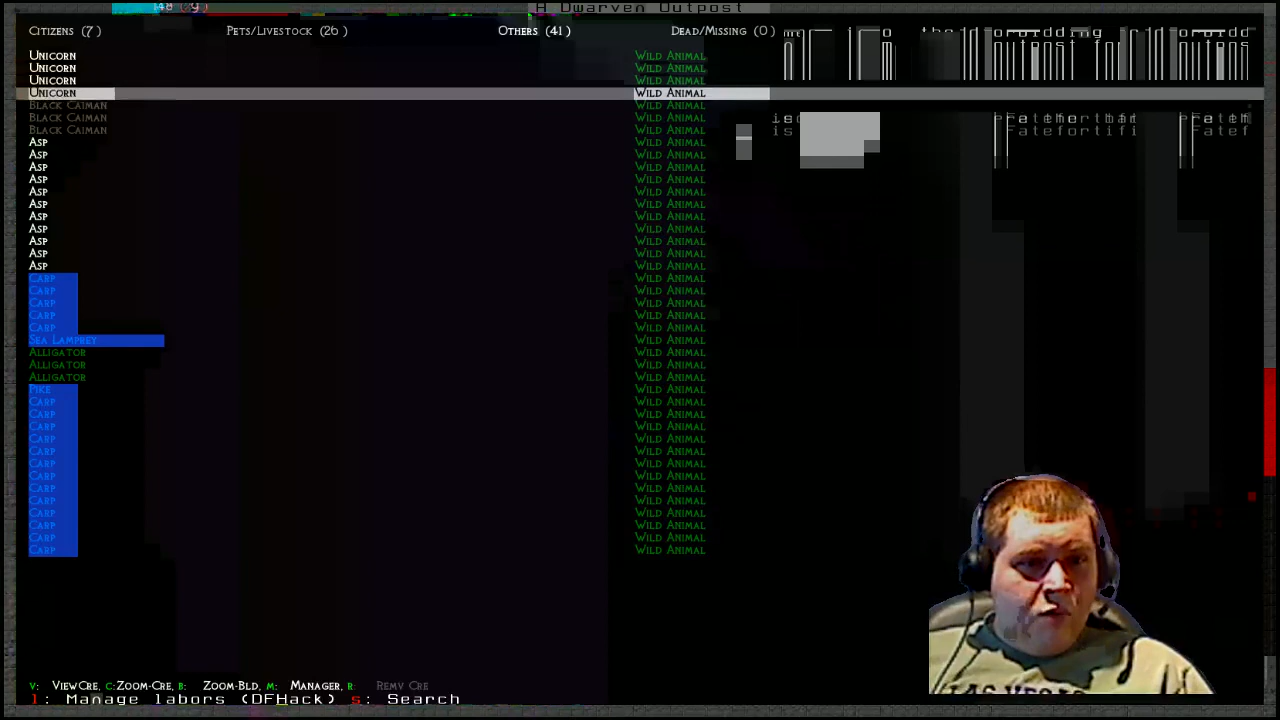 A Dwarven Outpost
Citizens (7) Pets/Livestock (26) Others (41) Dead/Missing (0)
Unicorn Wild Animal
Unicorn Wild Animal
Unicorn Wild Animal
Unicorn Wild Animal
Black Caiman Wild Animal
Black Caiman Wild Animal
Black Caiman Wild Animal
Asp Wild Animal
Asp Wild Animal
Asp Wild Animal
Asp Wild Animal
Asp Wild Animal
Asp Wild Animal
Asp Wild Animal
Asp Wild Animal
Asp Wild Animal
Asp Wild Animal
Asp Wild Animal
Carp Wild Animal
Carp Wild Animal
Carp Wild Animal
Carp Wild Animal
Carp Wild Animal
Sea Lamprey Wild Animal
Alligator Wild Animal
Alligator Wild Animal
Alligator Wild Animal
Pike Wild Animal
Carp Wild Animal
Carp Wild Animal
Carp Wild Animal
Carp Wild Animal
Carp Wild Animal
Carp Wild Animal
Carp Wild Animal
Carp Wild Animal
Carp Wild Animal
Carp Wild Animal
Carp Wild Animal
Carp Wild Animal
Carp Wild Animal
v: ViewCre, c:Zoom-Cre, b: Zoom-Bld, m: Manager, r: Remv Cre
l: Manage labors (DFHack) s: Search
LAS VEGAS